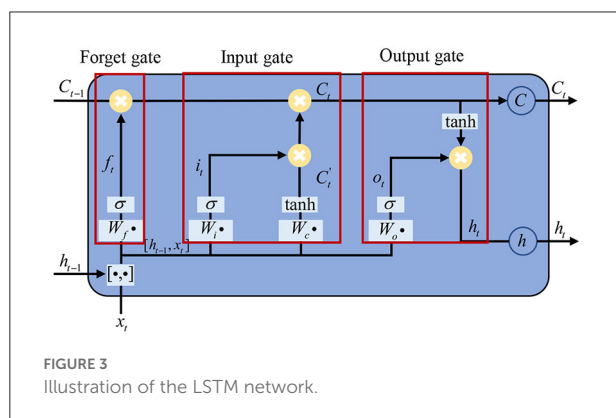 Forget gate Input gate Output gate
C_{t-1} C_t C C_t
tanh
f_t i_t C_t' o_t
σ σ tanh σ h_t
W_f• W_i• W_c• W_o• h h_t
[h_{t-1}, x_t]
h_{t-1} [•,•]
x_t
FIGURE 3
Illustration of the LSTM network.